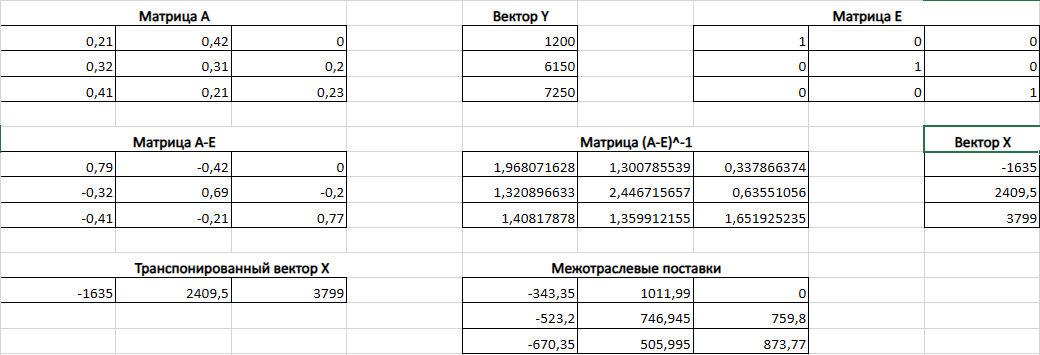 Матрица А Вектор Y Матрица Е
0,21 0,42 0 1200 1 0 0
0,32 0,31 0,2 6150 0 1 0
0,41 0,21 0,23 7250 0 0 1
Матрица А-Е Матрица (А-Е)^-1 Вектор Х
0,79 -0,42 0 1,968071628 1,300785539 0,337866374 -1635
-0,32 0,69 -0,2 1,320896633 2,446715657 0,63551056 2409,5
-0,41 -0,21 0,77 1,40817878 1,359912155 1,651925235 3799
Транспонированный вектор Х Межотраслевые поставки
-1635 2409,5 3799 -343,35 1011,99 0
-523,2 746,945 759,8
-670,35 505,995 873,77